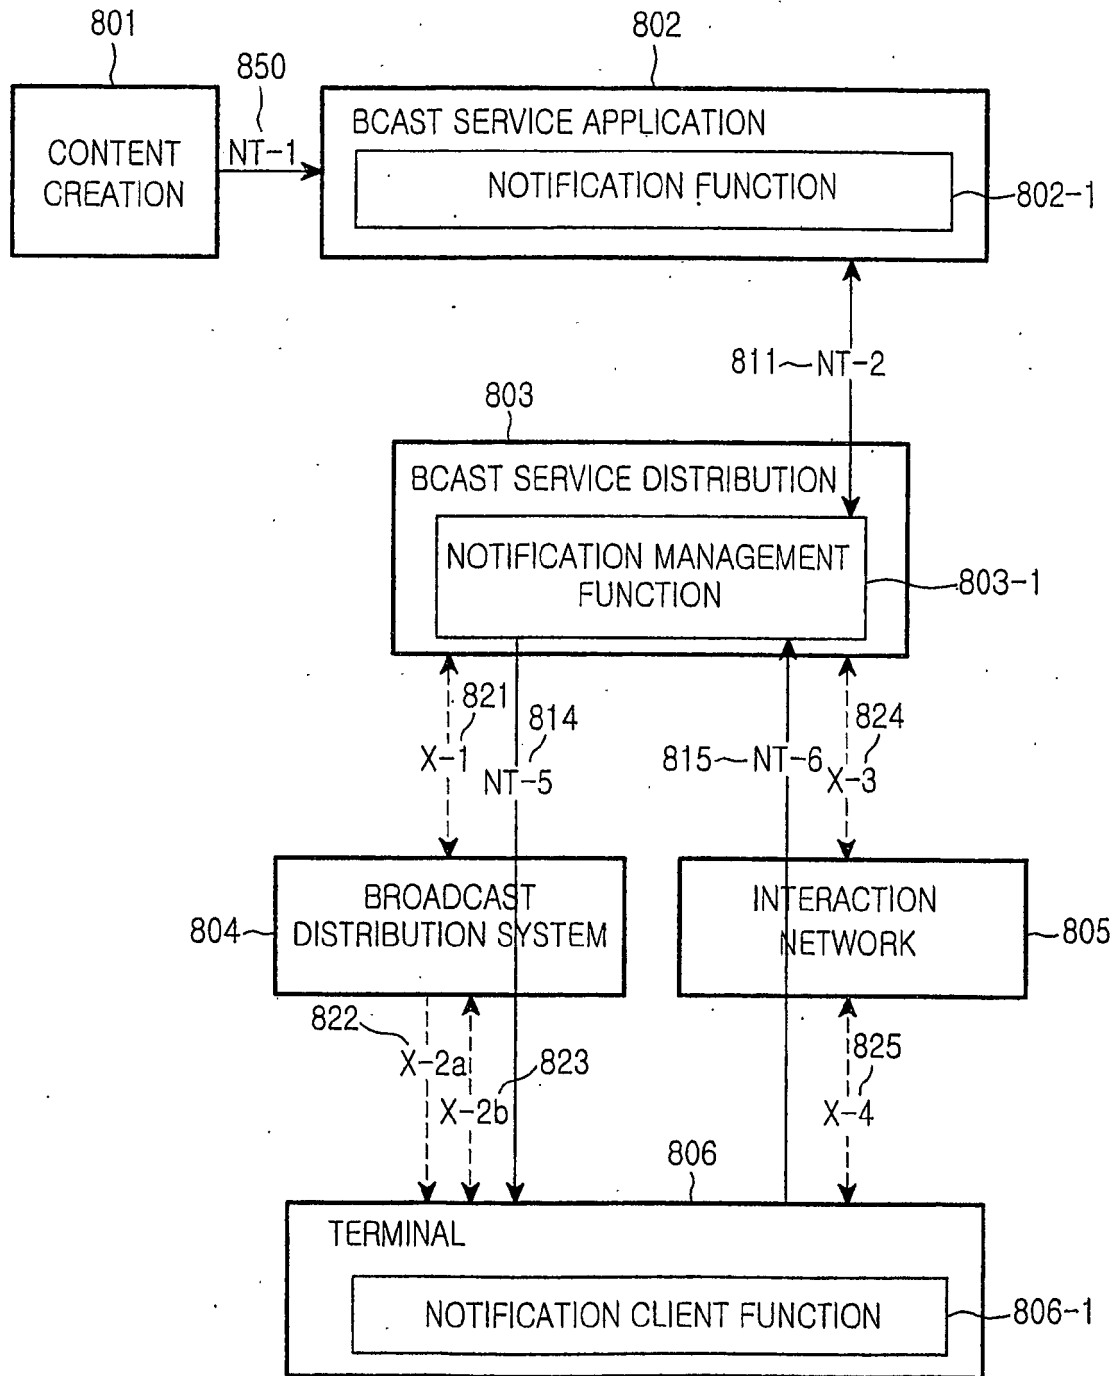 801
850
802
CONTENT
CREATION
NT-1
BCAST SERVICE APPLICATION
NOTIFICATION FUNCTION
802-1
811
NT-2
803
BCAST SERVICE DISTRIBUTION
NOTIFICATION MANAGEMENT
FUNCTION
803-1
821
814
824
X-1
NT-5
815
NT-6
X-3
804
BROADCAST
DISTRIBUTION SYSTEM
INTERACTION
NETWORK
805
822
X-2a
823
X-2b
825
X-4
806
TERMINAL
NOTIFICATION CLIENT FUNCTION
806-1